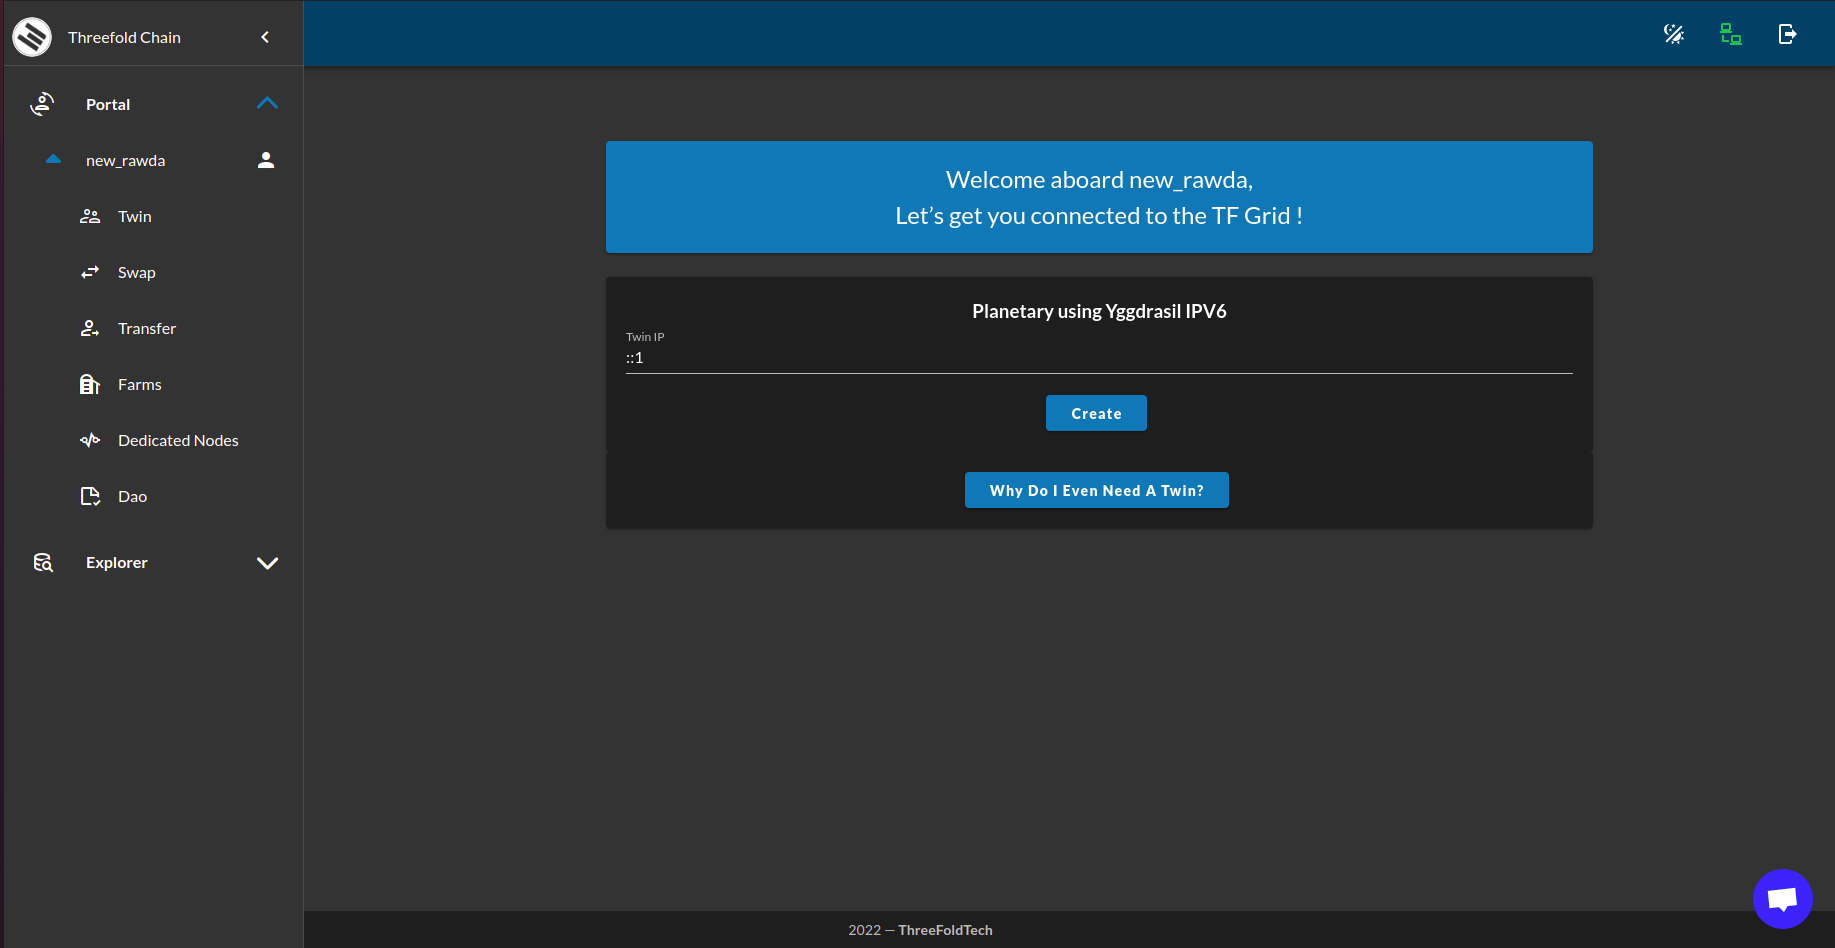 Threefold Chain
Portal
new_rawda
Twin
Swap
Transfer
Farms
Dedicated Nodes
Dao
Explorer
Welcome aboard new_rawda,
Let’s get you connected to the TF Grid !
Planetary using Yggdrasil IPV6
Twin IP
::1
Create
Why Do I Even Need A Twin?
2022 — ThreeFoldTech